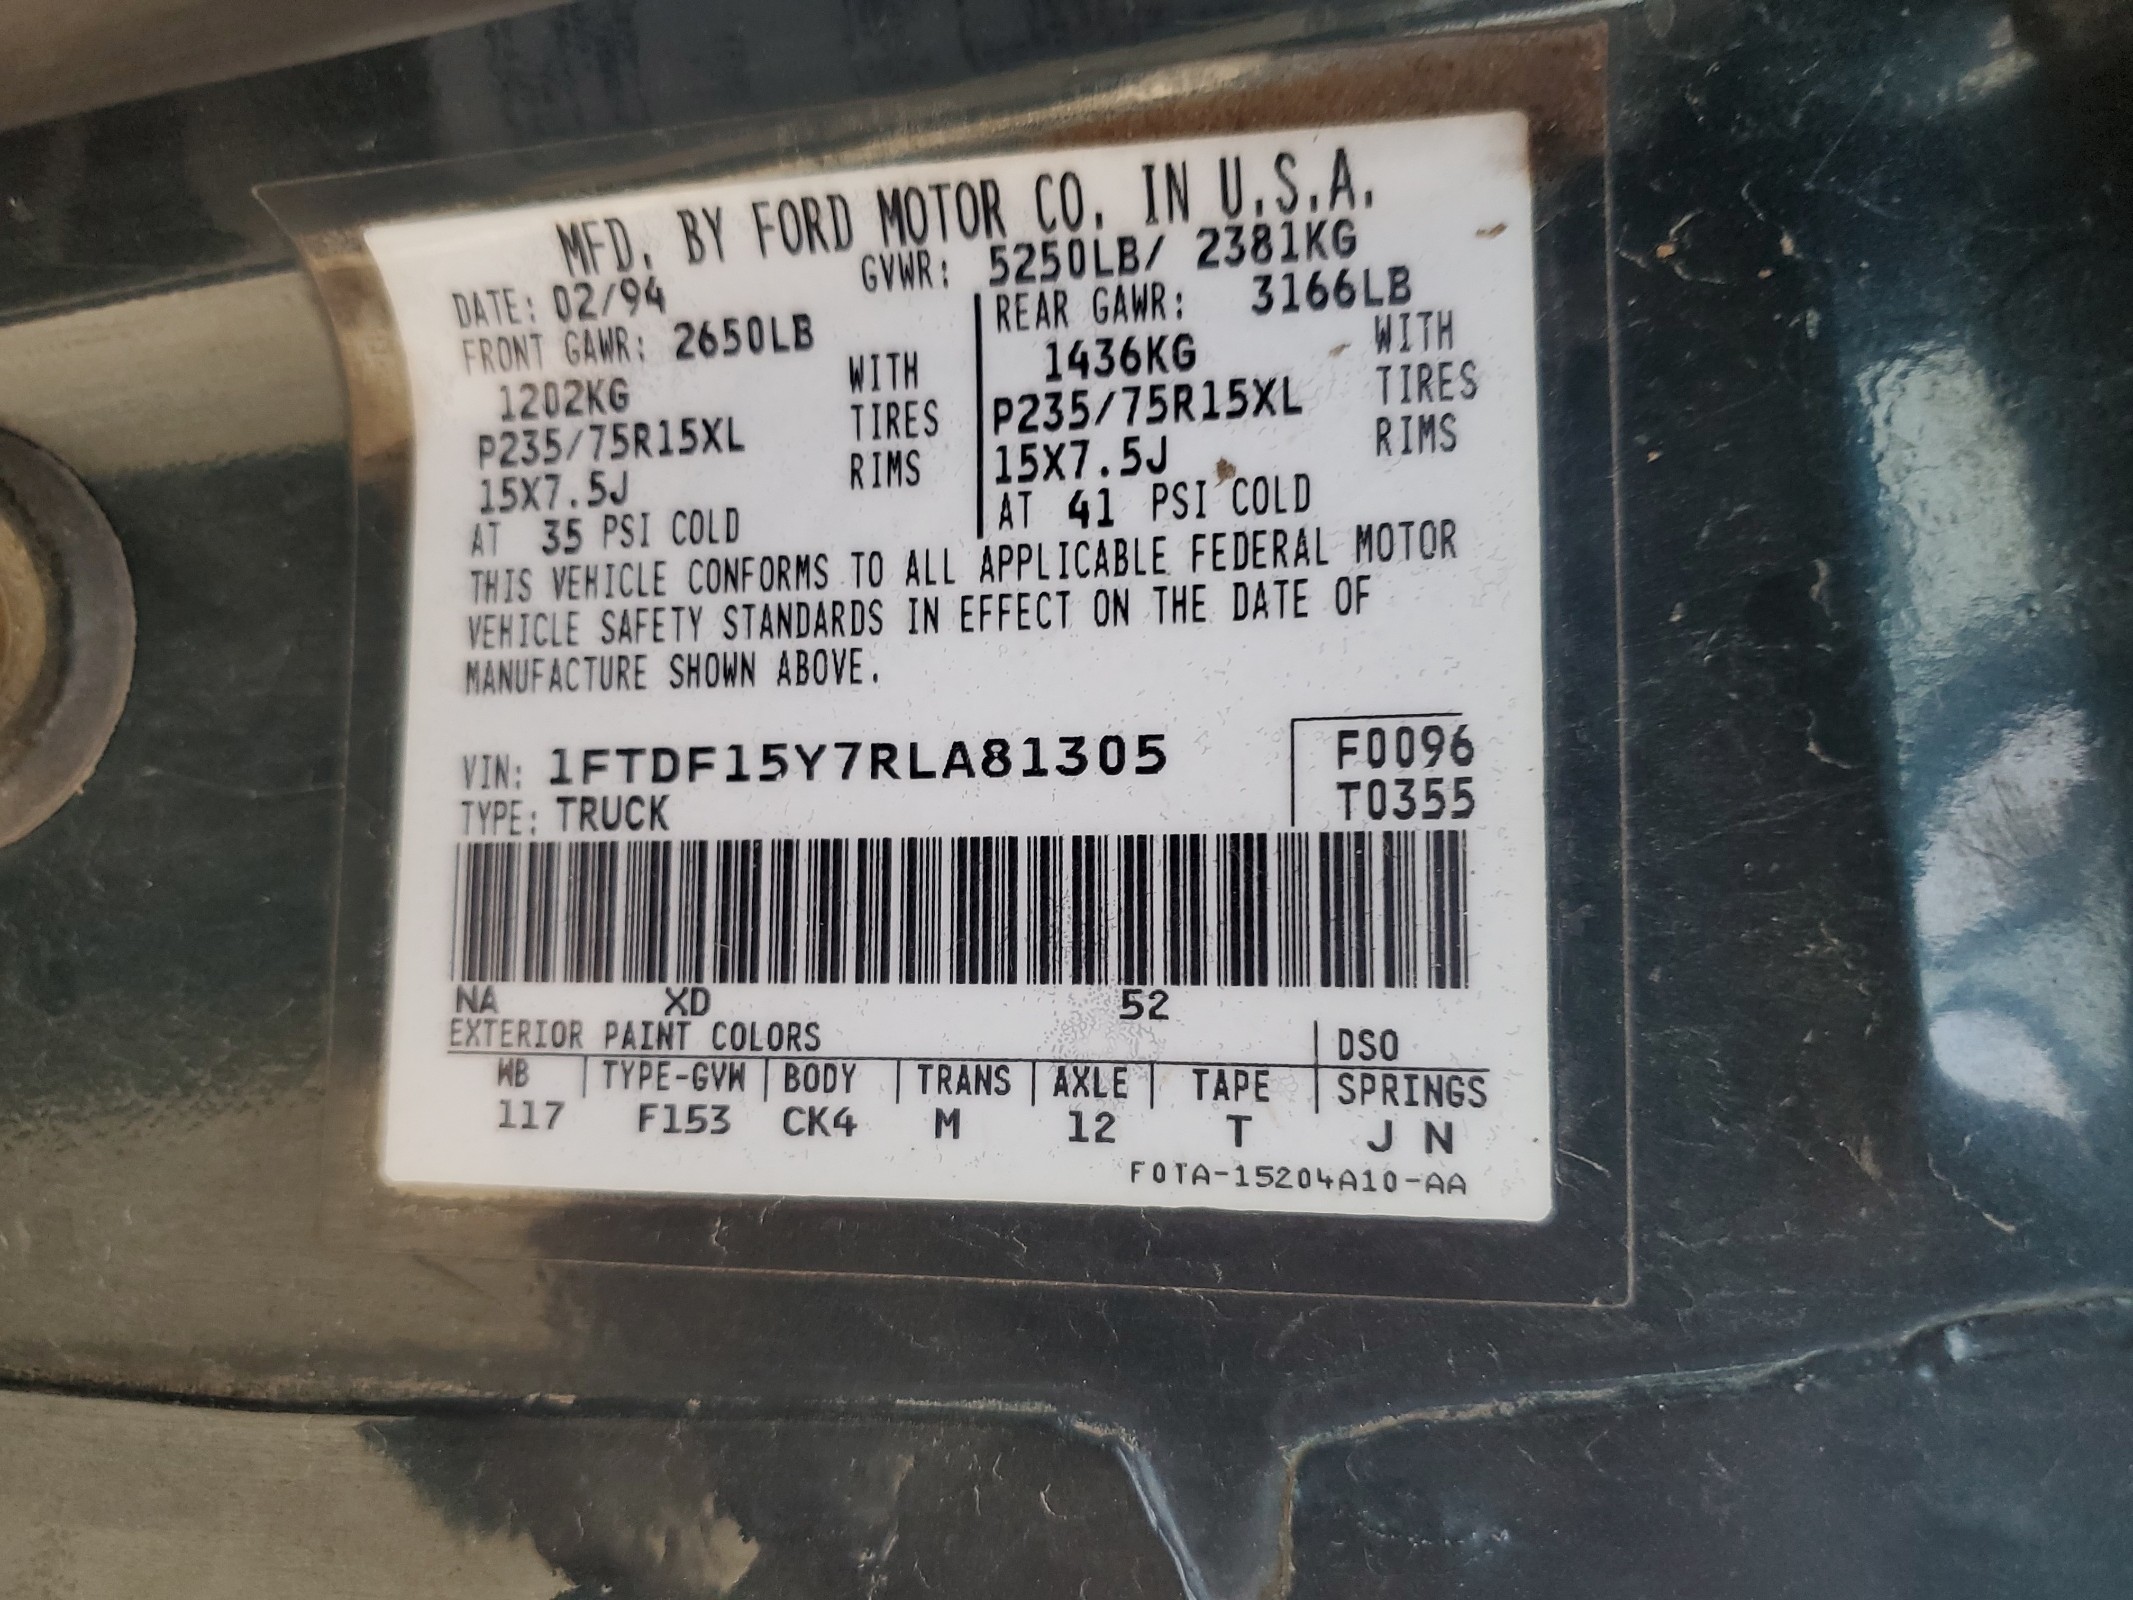 MFD. BY FORD MOTOR CO. IN U.S.A.
DATE: 02/94 GVWR: 5250LB/ 2381KG
FRONT GAWR: 2650LB REAR GAWR: 3166LB
1202KG WITH 1436KG WITH
P235/75R15XL TIRES P235/75R15XL TIRES
15X7.5J RIMS 15X7.5J RIMS
AT 35 PSI COLD AT 41 PSI COLD
THIS VEHICLE CONFORMS TO ALL APPLICABLE FEDERAL MOTOR
VEHICLE SAFETY STANDARDS IN EFFECT ON THE DATE OF
MANUFACTURE SHOWN ABOVE.
VIN: 1FTDF15Y7RLA81305 F0096
TYPE: TRUCK T0355
NA XD 52
EXTERIOR PAINT COLORS DSO
WB TYPE-GVW BODY TRANS AXLE TAPE SPRINGS
117 F153 CK4 M 12 T J N
F0TA-15204A10-AA